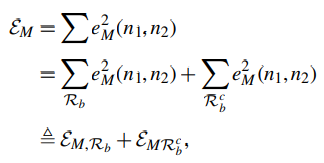 ℰ_M = ∑ e_M^2(n_1, n_2)
= ∑_{ℛ_b} e_M^2(n_1, n_2) + ∑_{ℛ_b^c} e_M^2(n_1, n_2)
≜ ℰ_{M,ℛ_b} + ℰ_{Mℛ_b^c},